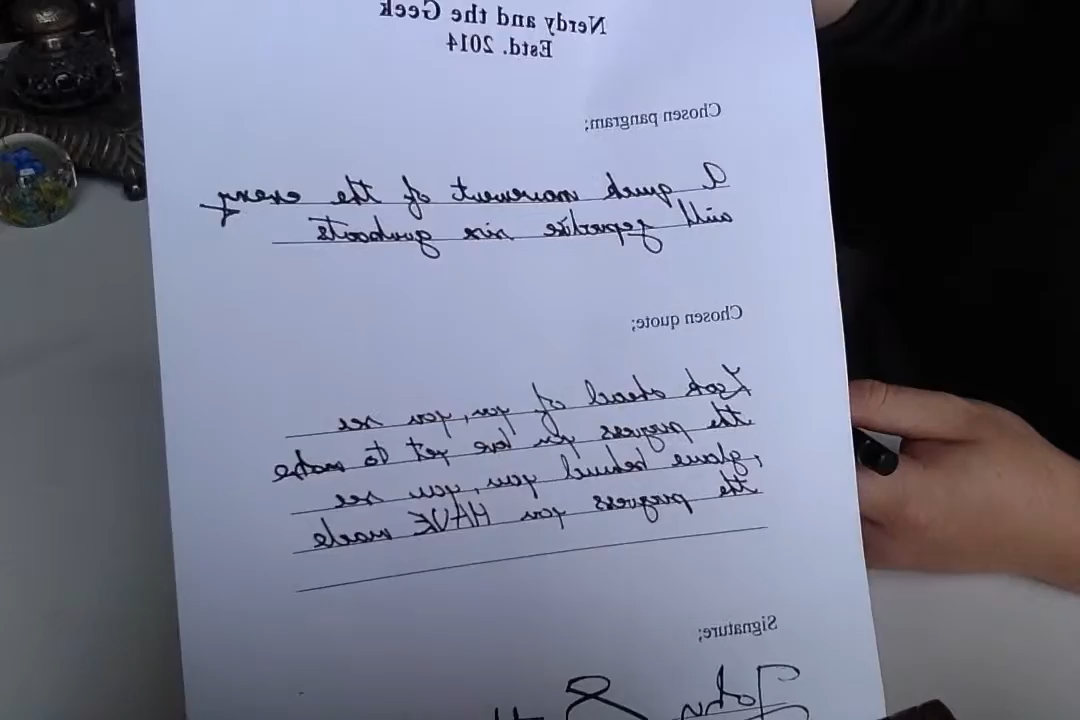 Nerdy and the Geek
Estd. 2014
Chosen pangram;
A quick movement of the enemy
will jeopardise six gunboats
Chosen quote;
Look ahead of you, you see
the progress you have yet to make
, glance behind you, you see
the progress you HAVE made
Signature;
John